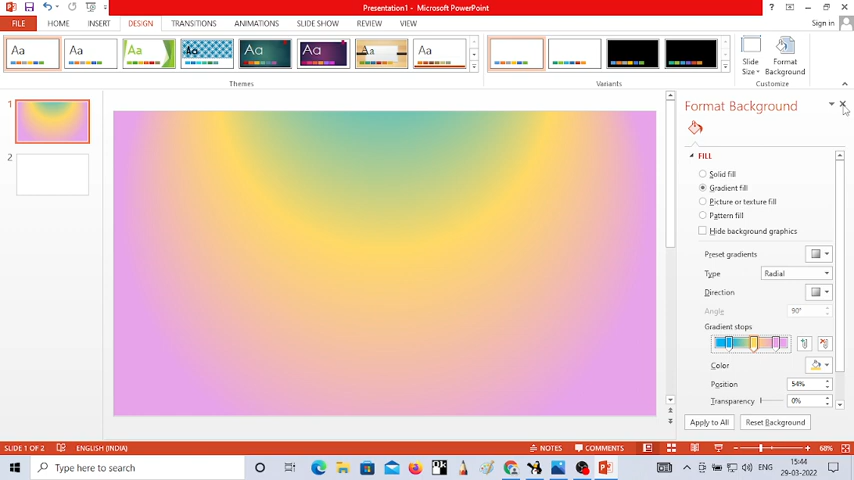 Presentation1 - Microsoft PowerPoint
Sign in
FILE HOME INSERT DESIGN TRANSITIONS ANIMATIONS SLIDE SHOW REVIEW VIEW
Aa Aa Aa Aa Aa Aa Aa Aa
Slide Size
Format Background
Themes Variants Customize
1
2
Format Background
FILL
Solid fill
Gradient fill
Picture or texture fill
Pattern fill
Hide background graphics
Preset gradients
Type Radial
Direction
Angle 90°
Gradient stops
Color
Position 54%
Transparency 0%
Apply to All Reset Background
SLIDE 1 OF 2 ENGLISH (INDIA) NOTES COMMENTS 68%
Type here to search
ENG
15:44
29-03-2022